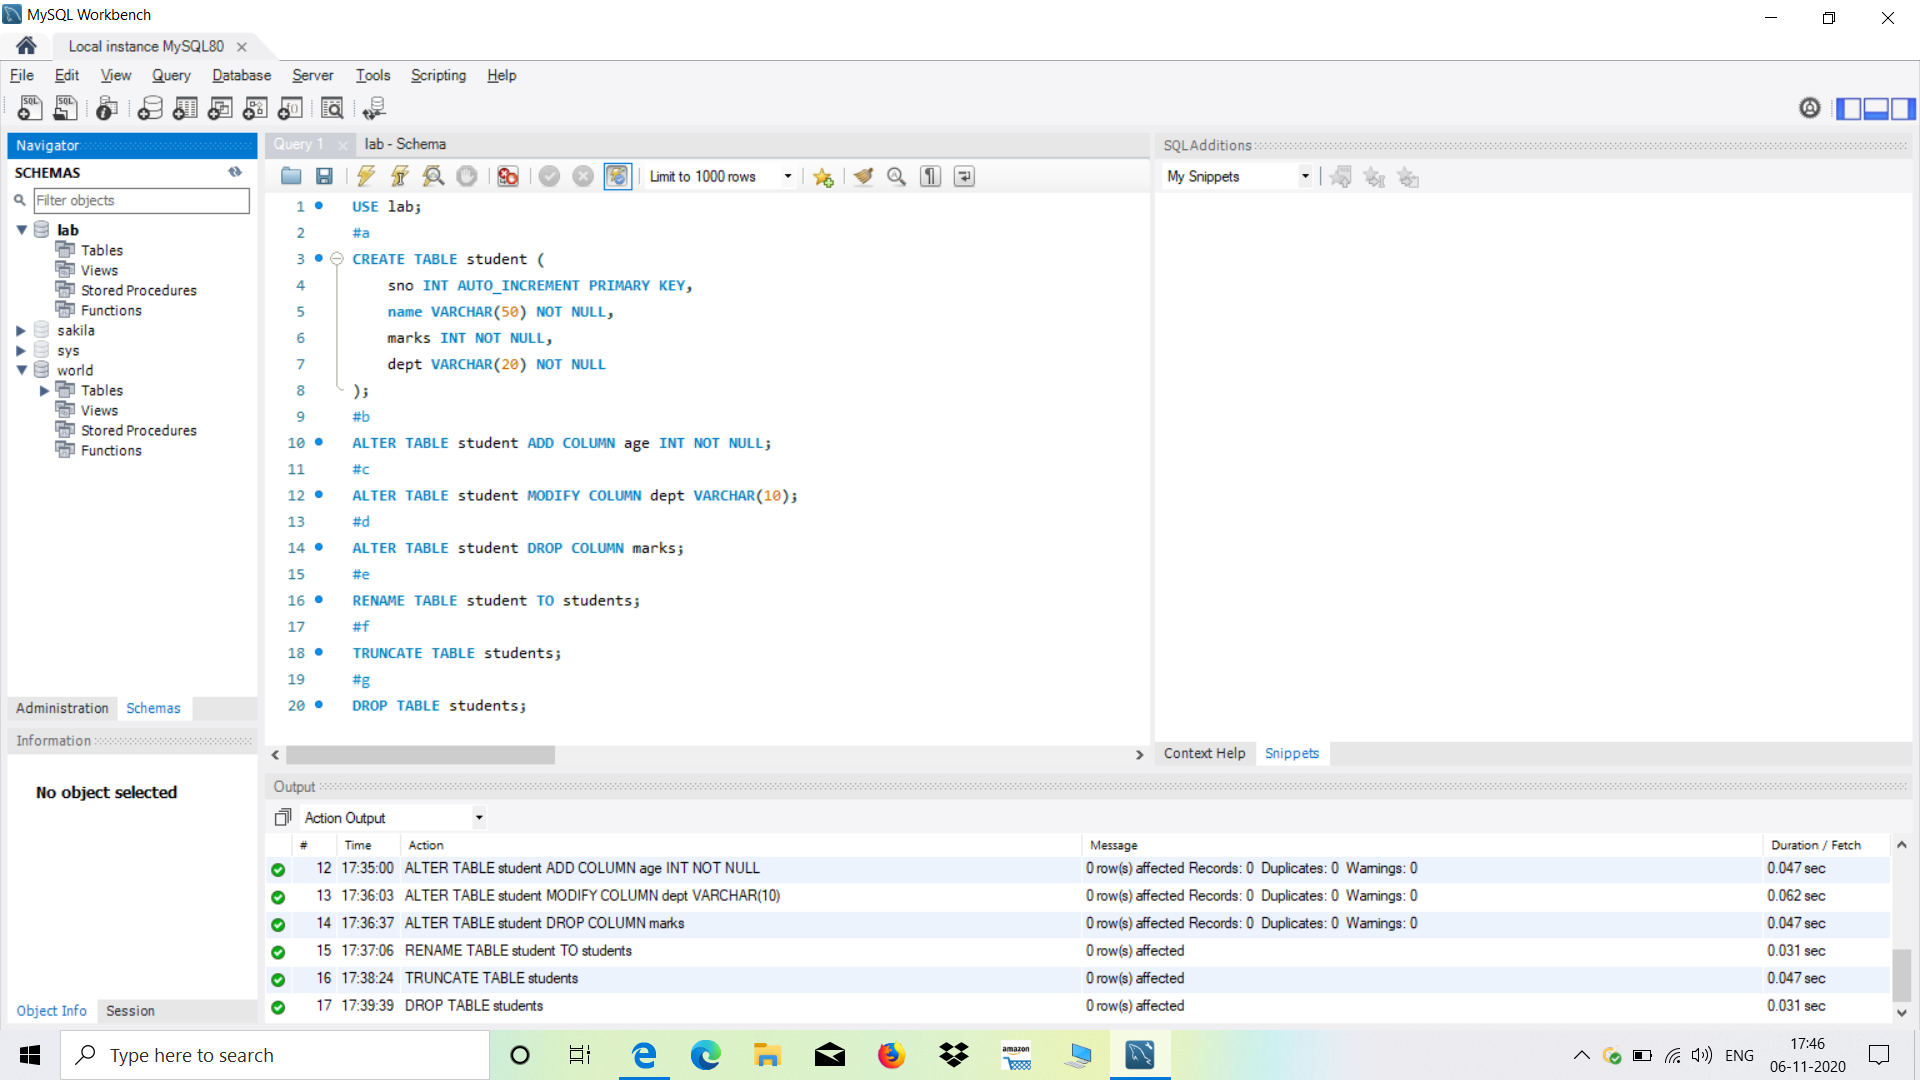 MySQL Workbench
Local instance MySQL80
File Edit View Query Database Server Tools Scripting Help
Navigator
SCHEMAS
Filter objects
lab
Tables
Views
Stored Procedures
Functions
sakila
sys
world
Tables
Views
Stored Procedures
Functions
Administration Schemas
Information
No object selected
Object Info Session
Query 1 lab - Schema
Limit to 1000 rows
1 USE lab;
2 #a
3 CREATE TABLE student (
4 sno INT AUTO_INCREMENT PRIMARY KEY,
5 name VARCHAR(50) NOT NULL,
6 marks INT NOT NULL,
7 dept VARCHAR(20) NOT NULL
8 );
9 #b
10 ALTER TABLE student ADD COLUMN age INT NOT NULL;
11 #c
12 ALTER TABLE student MODIFY COLUMN dept VARCHAR(10);
13 #d
14 ALTER TABLE student DROP COLUMN marks;
15 #e
16 RENAME TABLE student TO students;
17 #f
18 TRUNCATE TABLE students;
19 #g
20 DROP TABLE students;
SQLAdditions
My Snippets
Context Help Snippets
Output
Action Output
# Time Action Message Duration / Fetch
12 17:35:00 ALTER TABLE student ADD COLUMN age INT NOT NULL 0 row(s) affected Records: 0 Duplicates: 0 Warnings: 0 0.047 sec
13 17:36:03 ALTER TABLE student MODIFY COLUMN dept VARCHAR(10) 0 row(s) affected Records: 0 Duplicates: 0 Warnings: 0 0.062 sec
14 17:36:37 ALTER TABLE student DROP COLUMN marks 0 row(s) affected Records: 0 Duplicates: 0 Warnings: 0 0.047 sec
15 17:37:06 RENAME TABLE student TO students 0 row(s) affected 0.031 sec
16 17:38:24 TRUNCATE TABLE students 0 row(s) affected 0.047 sec
17 17:39:39 DROP TABLE students 0 row(s) affected 0.031 sec
Type here to search
amazon
ENG
17:46
06-11-2020